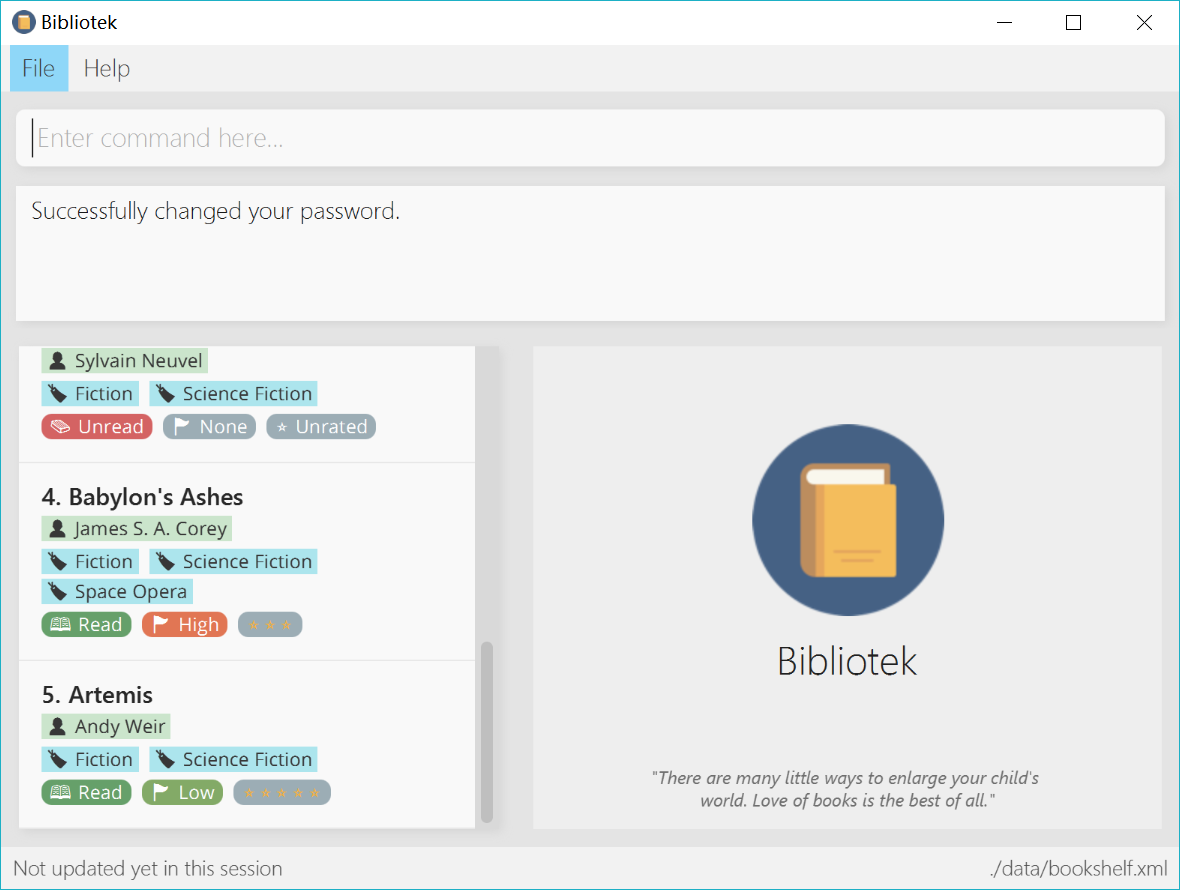 Bibliotek
File Help
Enter command here...
Successfully changed your password.
Sylvain Neuvel
Fiction Science Fiction
Unread None Unrated
4. Babylon's Ashes
James S. A. Corey
Fiction Science Fiction
Space Opera
Read High
5. Artemis
Andy Weir
Fiction Science Fiction
Read Low
Bibliotek
"There are many little ways to enlarge your child's
world. Love of books is the best of all."
Not updated yet in this session
./data/bookshelf.xml